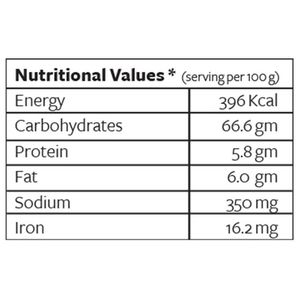 Nutritional Values * (serving per 100 g)
Energy 396 Kcal
Carbohydrates 66.6 gm
Protein 5.8 gm
Fat 6.0 gm
Sodium 350 mg
Iron 16.2 mg